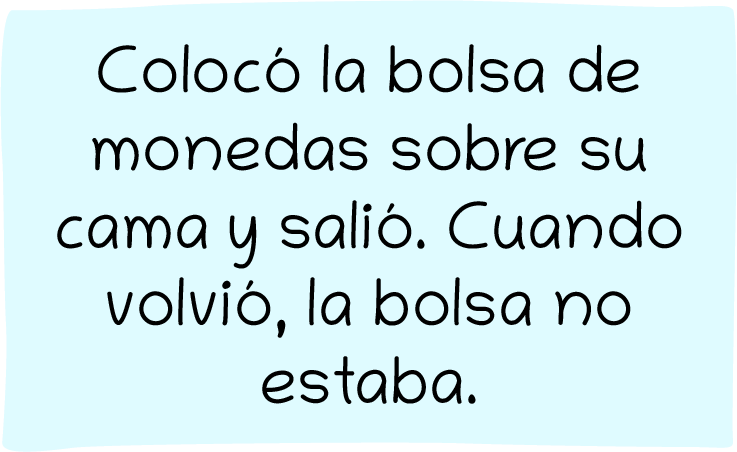 Colocó la bolsa de
monedas sobre su
cama y salió. Cuando
volvió, la bolsa no
estaba.